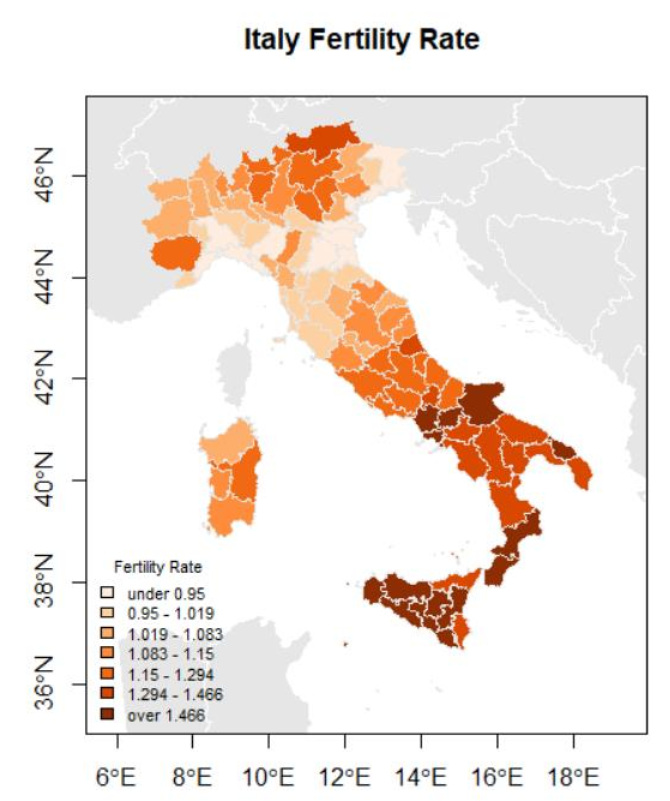 Italy Fertility Rate
46°N
44°N
42°N
40°N
38°N
36°N
Fertility Rate
under 0.95
0.95 - 1.019
1.019 - 1.083
1.083 - 1.15
1.15 - 1.294
1.294 - 1.466
over 1.466
6°E 8°E 10°E 12°E 14°E 16°E 18°E